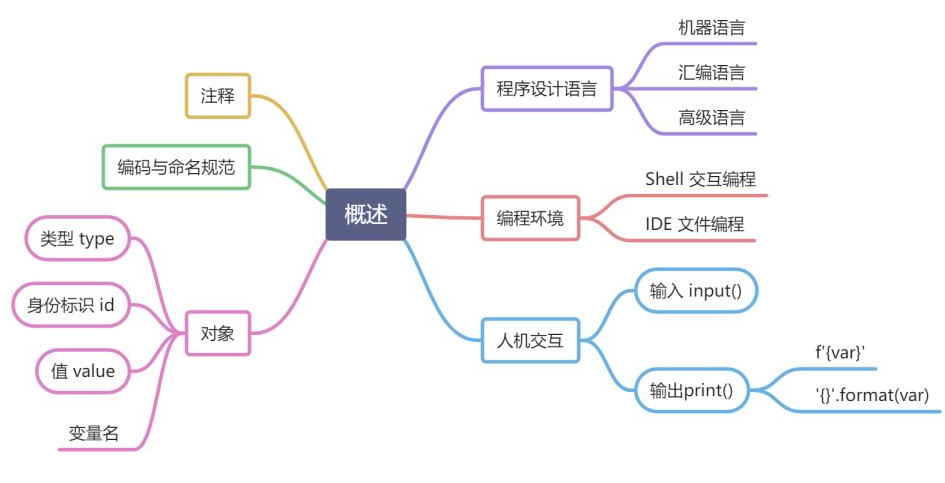 概述
程序设计语言
机器语言
汇编语言
高级语言
编程环境
Shell 交互编程
IDE 文件编程
人机交互
输入 input()
输出print()
f'{var}'
'{}'.format(var)
注释
编码与命名规范
对象
类型 type
身份标识 id
值 value
变量名